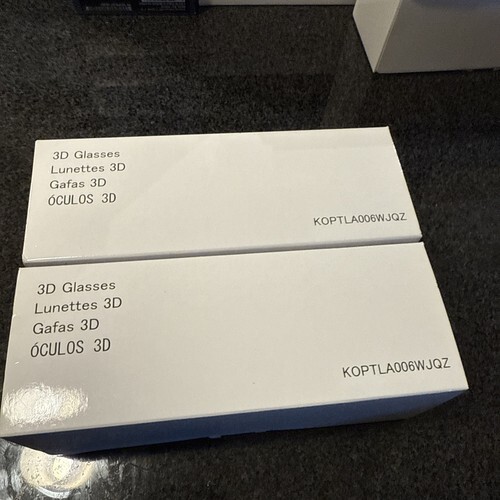 3D Glasses
Lunettes 3D
Gafas 3D
ÓCULOS 3D
KOPTLA006WJQZ
3D Glasses
Lunettes 3D
Gafas 3D
ÓCULOS 3D
KOPTLA006WJQZ